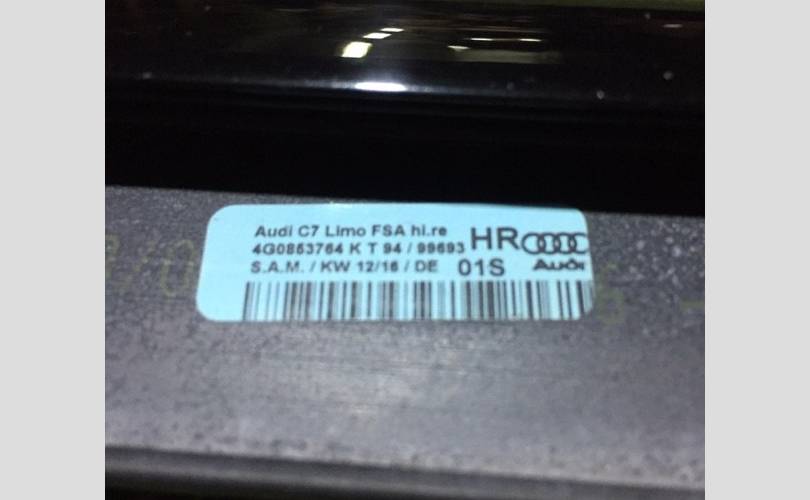 Audi C7 Limo FSA hi.re
4G0853764 K T 94 / 99693 HR
S.A.M. / KW 12/16 / DE 01S Audi